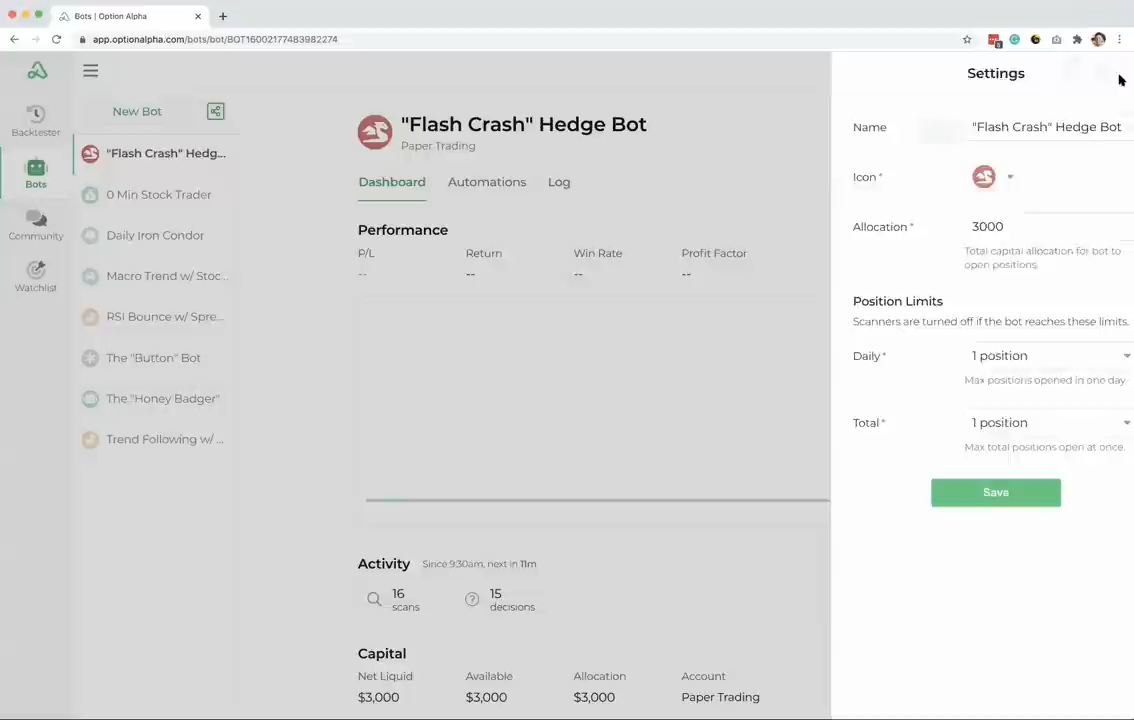 Bots | Option Alpha
app.optionalpha.com/bots/bot/BOT16002177483982274
Backtester
Bots
Community
Watchlist
New Bot
"Flash Crash" Hedg...
0 Min Stock Trader
Daily Iron Condor
Macro Trend w/ Stoc...
RSI Bounce w/ Spre...
The "Button" Bot
The "Honey Badger"
Trend Following w/ ...
"Flash Crash" Hedge Bot
Paper Trading
Dashboard Automations Log
Performance
P/L Return Win Rate Profit Factor
-- -- -- --
Activity Since 9:30am, next in 11m
16 scans
15 decisions
Capital
Net Liquid Available Allocation Account
$3,000 $3,000 $3,000 Paper Trading
Settings
Name "Flash Crash" Hedge Bot
Icon *
Allocation * 3000
Total capital allocation for bot to
open positions.
Position Limits
Scanners are turned off if the bot reaches these limits.
Daily * 1 position
Max positions opened in one day.
Total * 1 position
Max total positions open at once.
Save